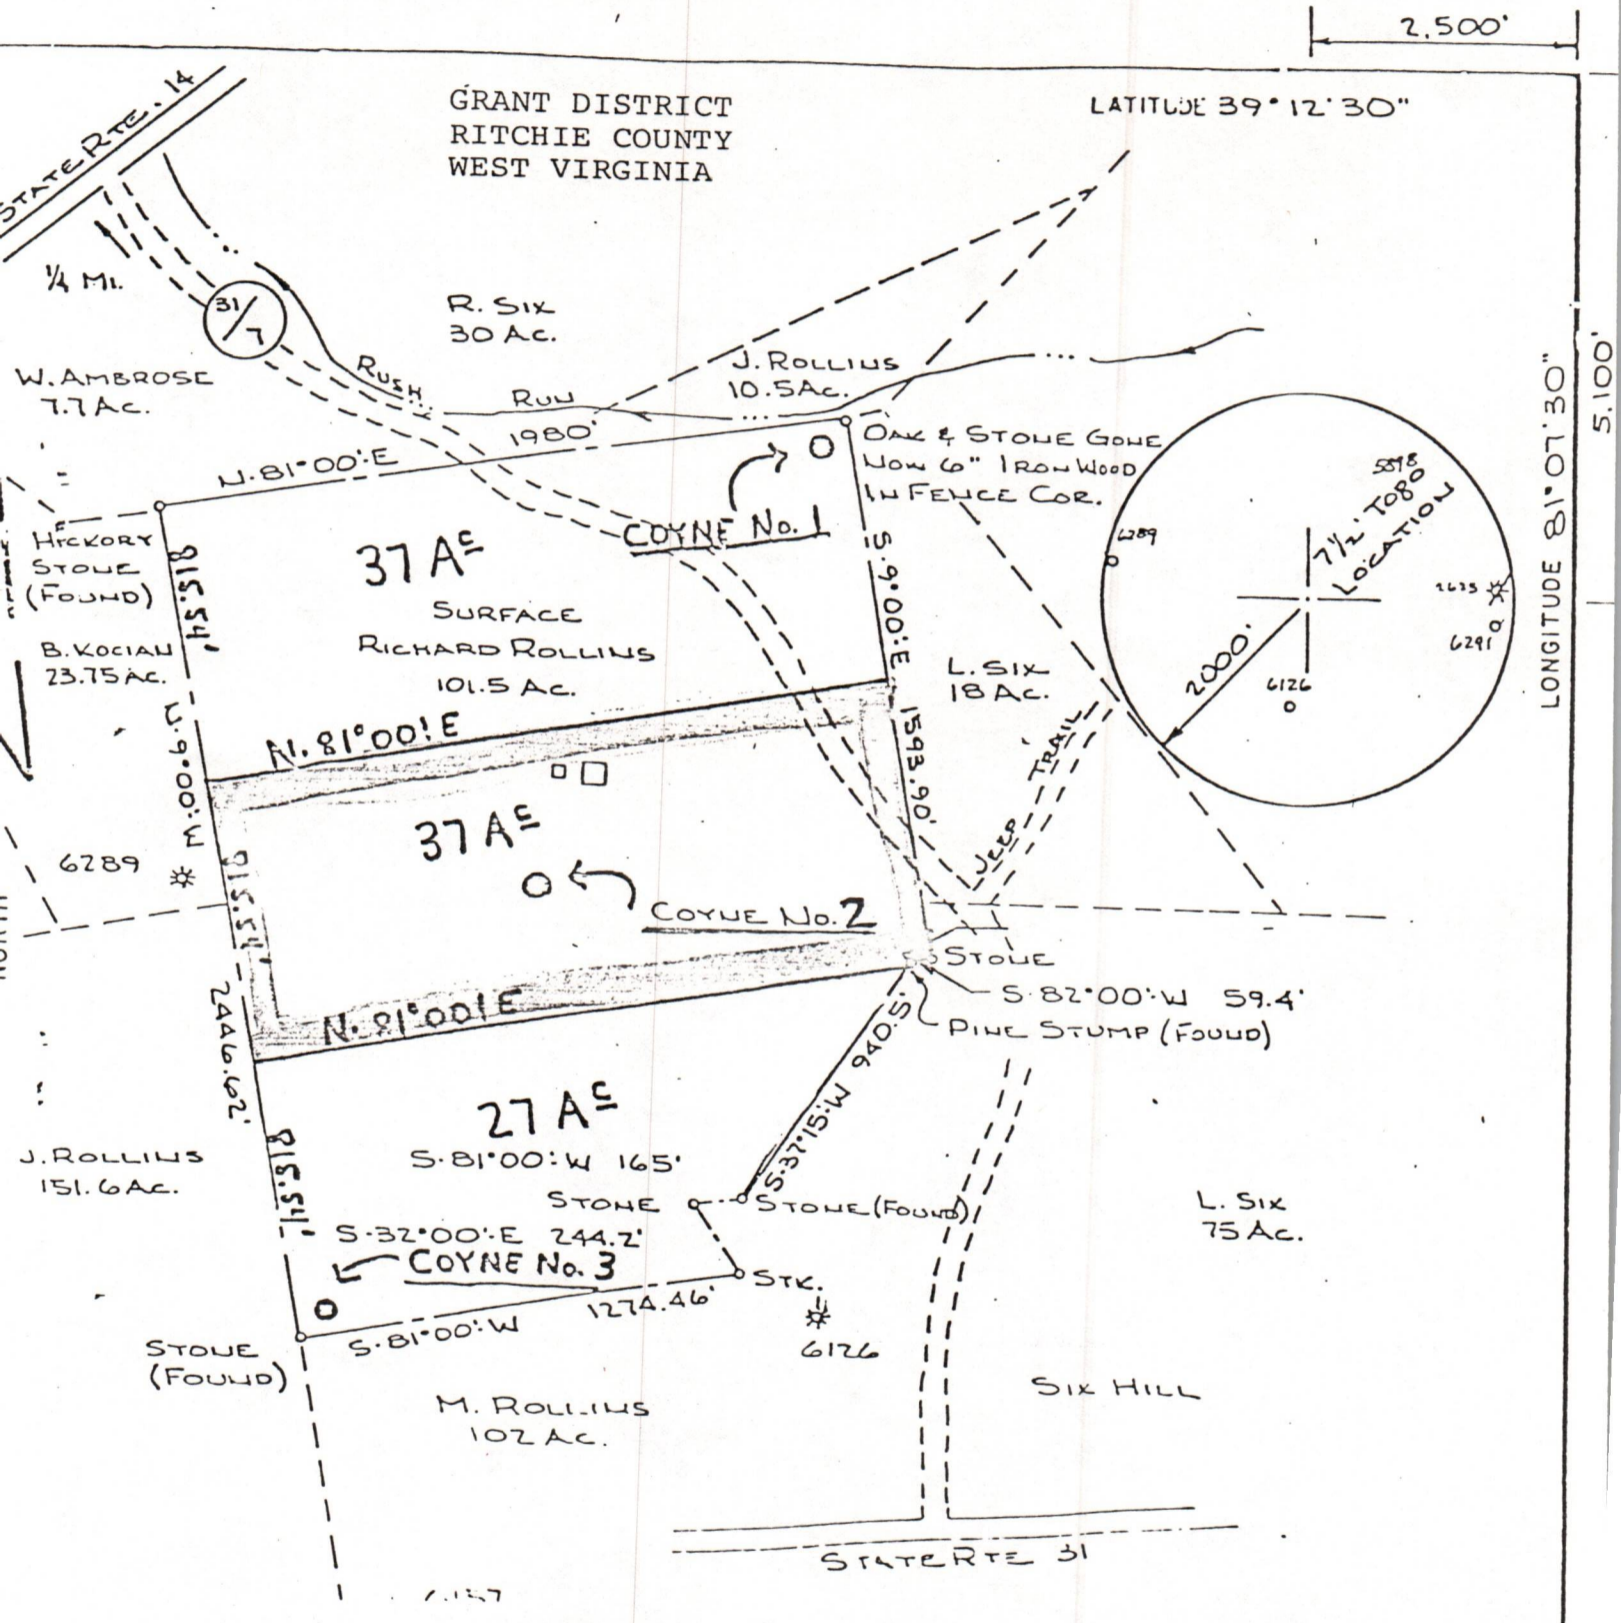 2,500'
LATITUDE 39° 12' 30"
STATE RTE. 14
GRANT DISTRICT
RITCHIE COUNTY
WEST VIRGINIA
¼ MI.
31/7
R. SIX
30 AC.
W. AMBROSE
7.7 AC.
RUSH
RUN
J. ROLLINS
10.5 AC.
5,100'
LONGITUDE 81° 07' 30"
N. 81° 00' E
1980'
OAK & STONE GONE
NOW 6" IRONWOOD
IN FENCE COR.
COYNE No. 1
HICKORY
STONE
(FOUND)
815.54'
37 Ac
SURFACE
RICHARD ROLLINS
101.5 AC.
S. 9° 00' E
1593.90'
B. KOCIAN
23.75 AC.
N. 9° 00' W
L. SIX
18 AC.
5898
7½' TOPO
LOCATION
6289
2625
6291
6126
2000'
N. 81° 00' E
JEEP TRAIL
37 Ac
6289
815.54'
COYNE No. 2
STONE
S. 82° 00' W 59.4'
PINE STUMP (FOUND)
N. 81° 00' E
2446.62'
NORTH
S. 37° 15' W 940.5'
27 Ac
S. 81° 00' W 165'
J. ROLLINS
151.6 AC.
815.54'
STONE
STONE (FOUND)
S. 32° 00' E 244.2'
COYNE No. 3
STK.
L. SIX
75 AC.
S. 81° 00' W
1274.46'
STONE
(FOUND)
6126
M. ROLLINS
102 AC.
SIX HILL
STATE RTE 31